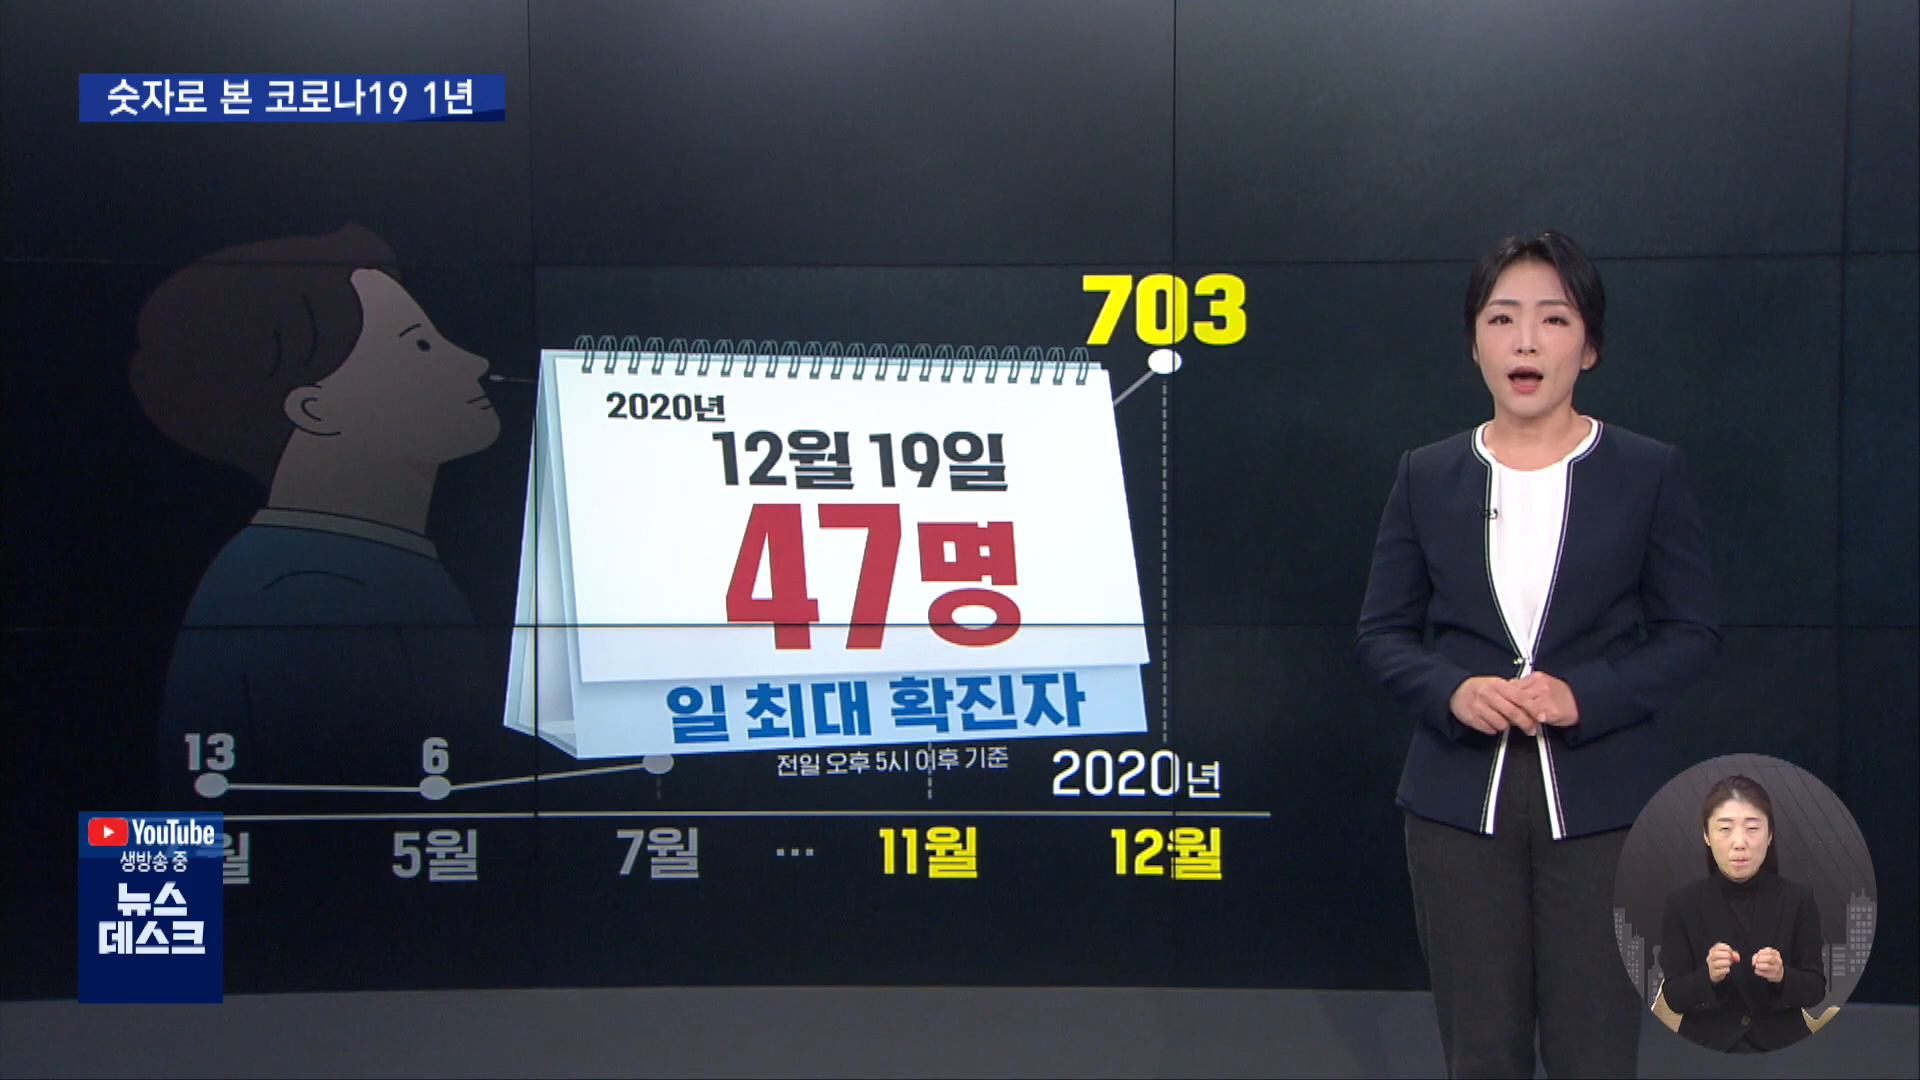 숫자로 본 코로나19 1년
703
2020년
12월 19일
47명
일 최대 확진자
전일 오후 5시 이후 기준
13
6
2020년
월
5월
7월
...
11월
12월
YouTube
생방송 중
뉴스
데스크